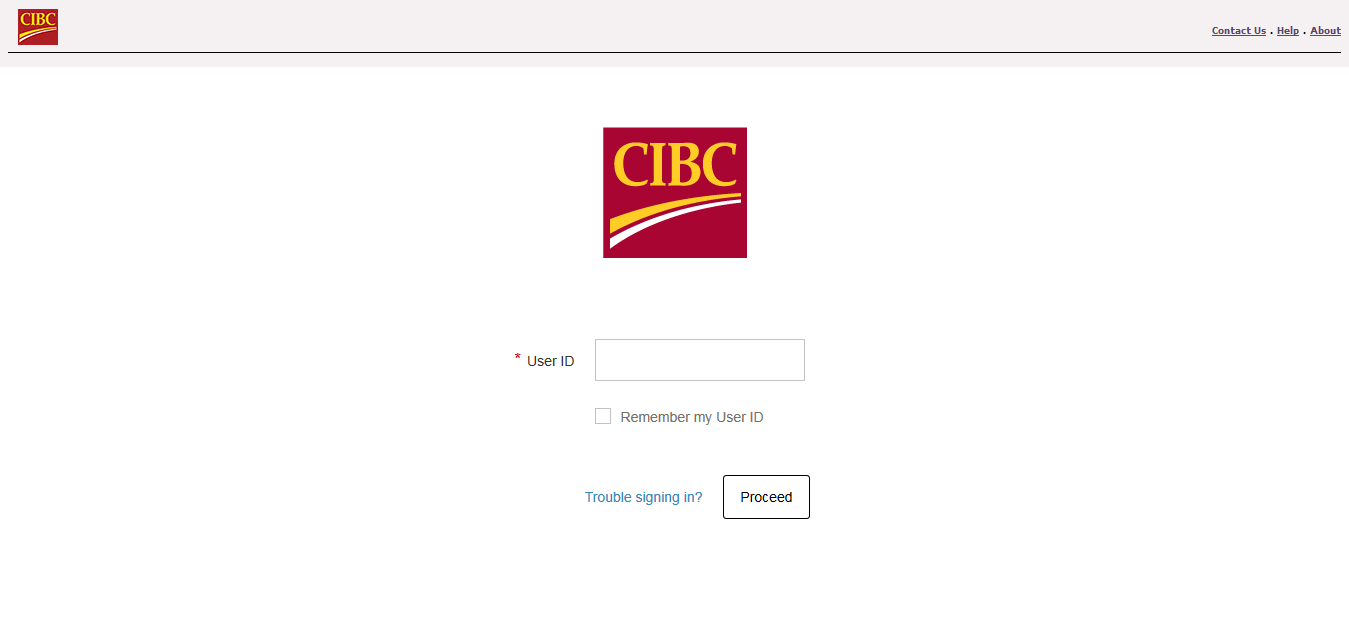 CIBC
Contact Us . Help . About
CIBC
* User ID
Remember my User ID
Trouble signing in? Proceed